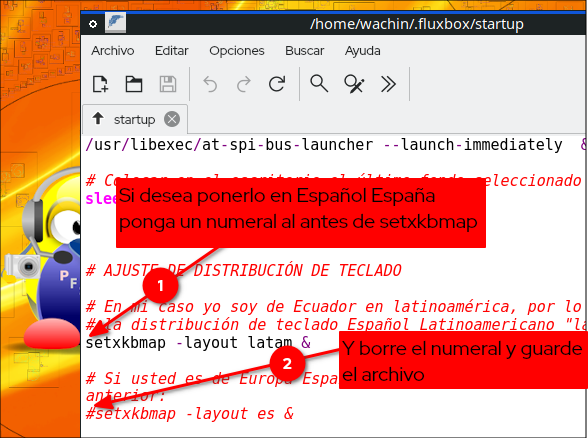 /home/wachin/.fluxbox/startup
Archivo Editar Opciones Buscar Ayuda
startup
/usr/libexec/at-spi-bus-launcher --launch-immediately &
# Colocar en el escritorio el último fondo seleccionado
Si desea ponerlo en Español España
ponga un numeral al antes de setxkbmap
# AJUSTE DE DISTRIBUCIÓN DE TECLADO
1
# En mi caso yo soy de Ecuador en latinoamérica, por lo
# la distribución de teclado Español Latinoamericano "la
setxkbmap -layout latam &
2
Y borre el numeral y guarde
el archivo
# Si usted es de Europa Espa
anterior:
#setxkbmap -layout es &
P F